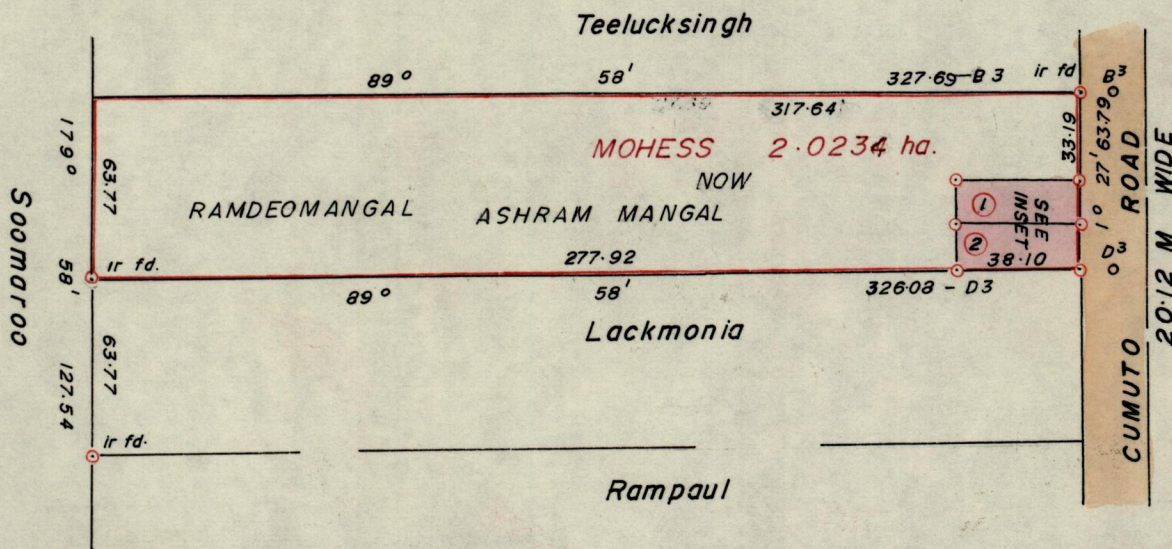 Teelucksingh
89° 58' 327·69-B3 ir fd B³
317·64
63·79
MOHESS 2·0234 ha.
33·19
NOW
27'
179°
63·77
RAMDEOMANGAL ASHRAM MANGAL
1
SEE INSET
1°
2
277·92
38·10
D³
ir fd.
58'
89° 58' 326·08 - D3
Lackmonia
Soomaroo
63·77
127·54
ir fd.
Rampaul
CUMUTO ROAD
20·12 M WIDE